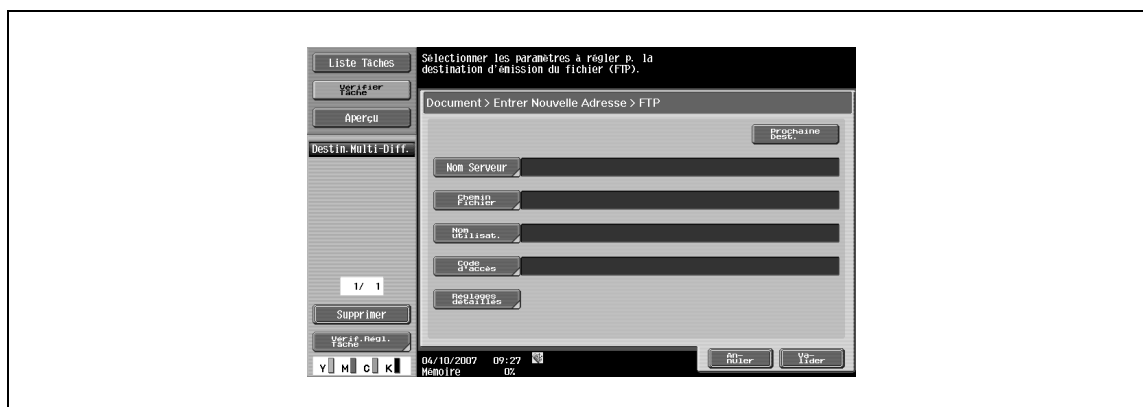 Liste Tâches
Vérifier
Tâche
Aperçu
Destin.Multi-Diff.
1/ 1
Supprimer
Vérif.Régl.
Tâche
Y M C K
Sélectionner les paramètres à régler p. la
destination d'émission du fichier (FTP).
Document > Entrer Nouvelle Adresse > FTP
Prochaine
Dest.
Nom Serveur
Chemin
Fichier
Nom
utilisat.
Code
d'accès
Réglages
détaillés
04/10/2007 09:27
Mémoire 0%
An-
nuler
Va-
lider